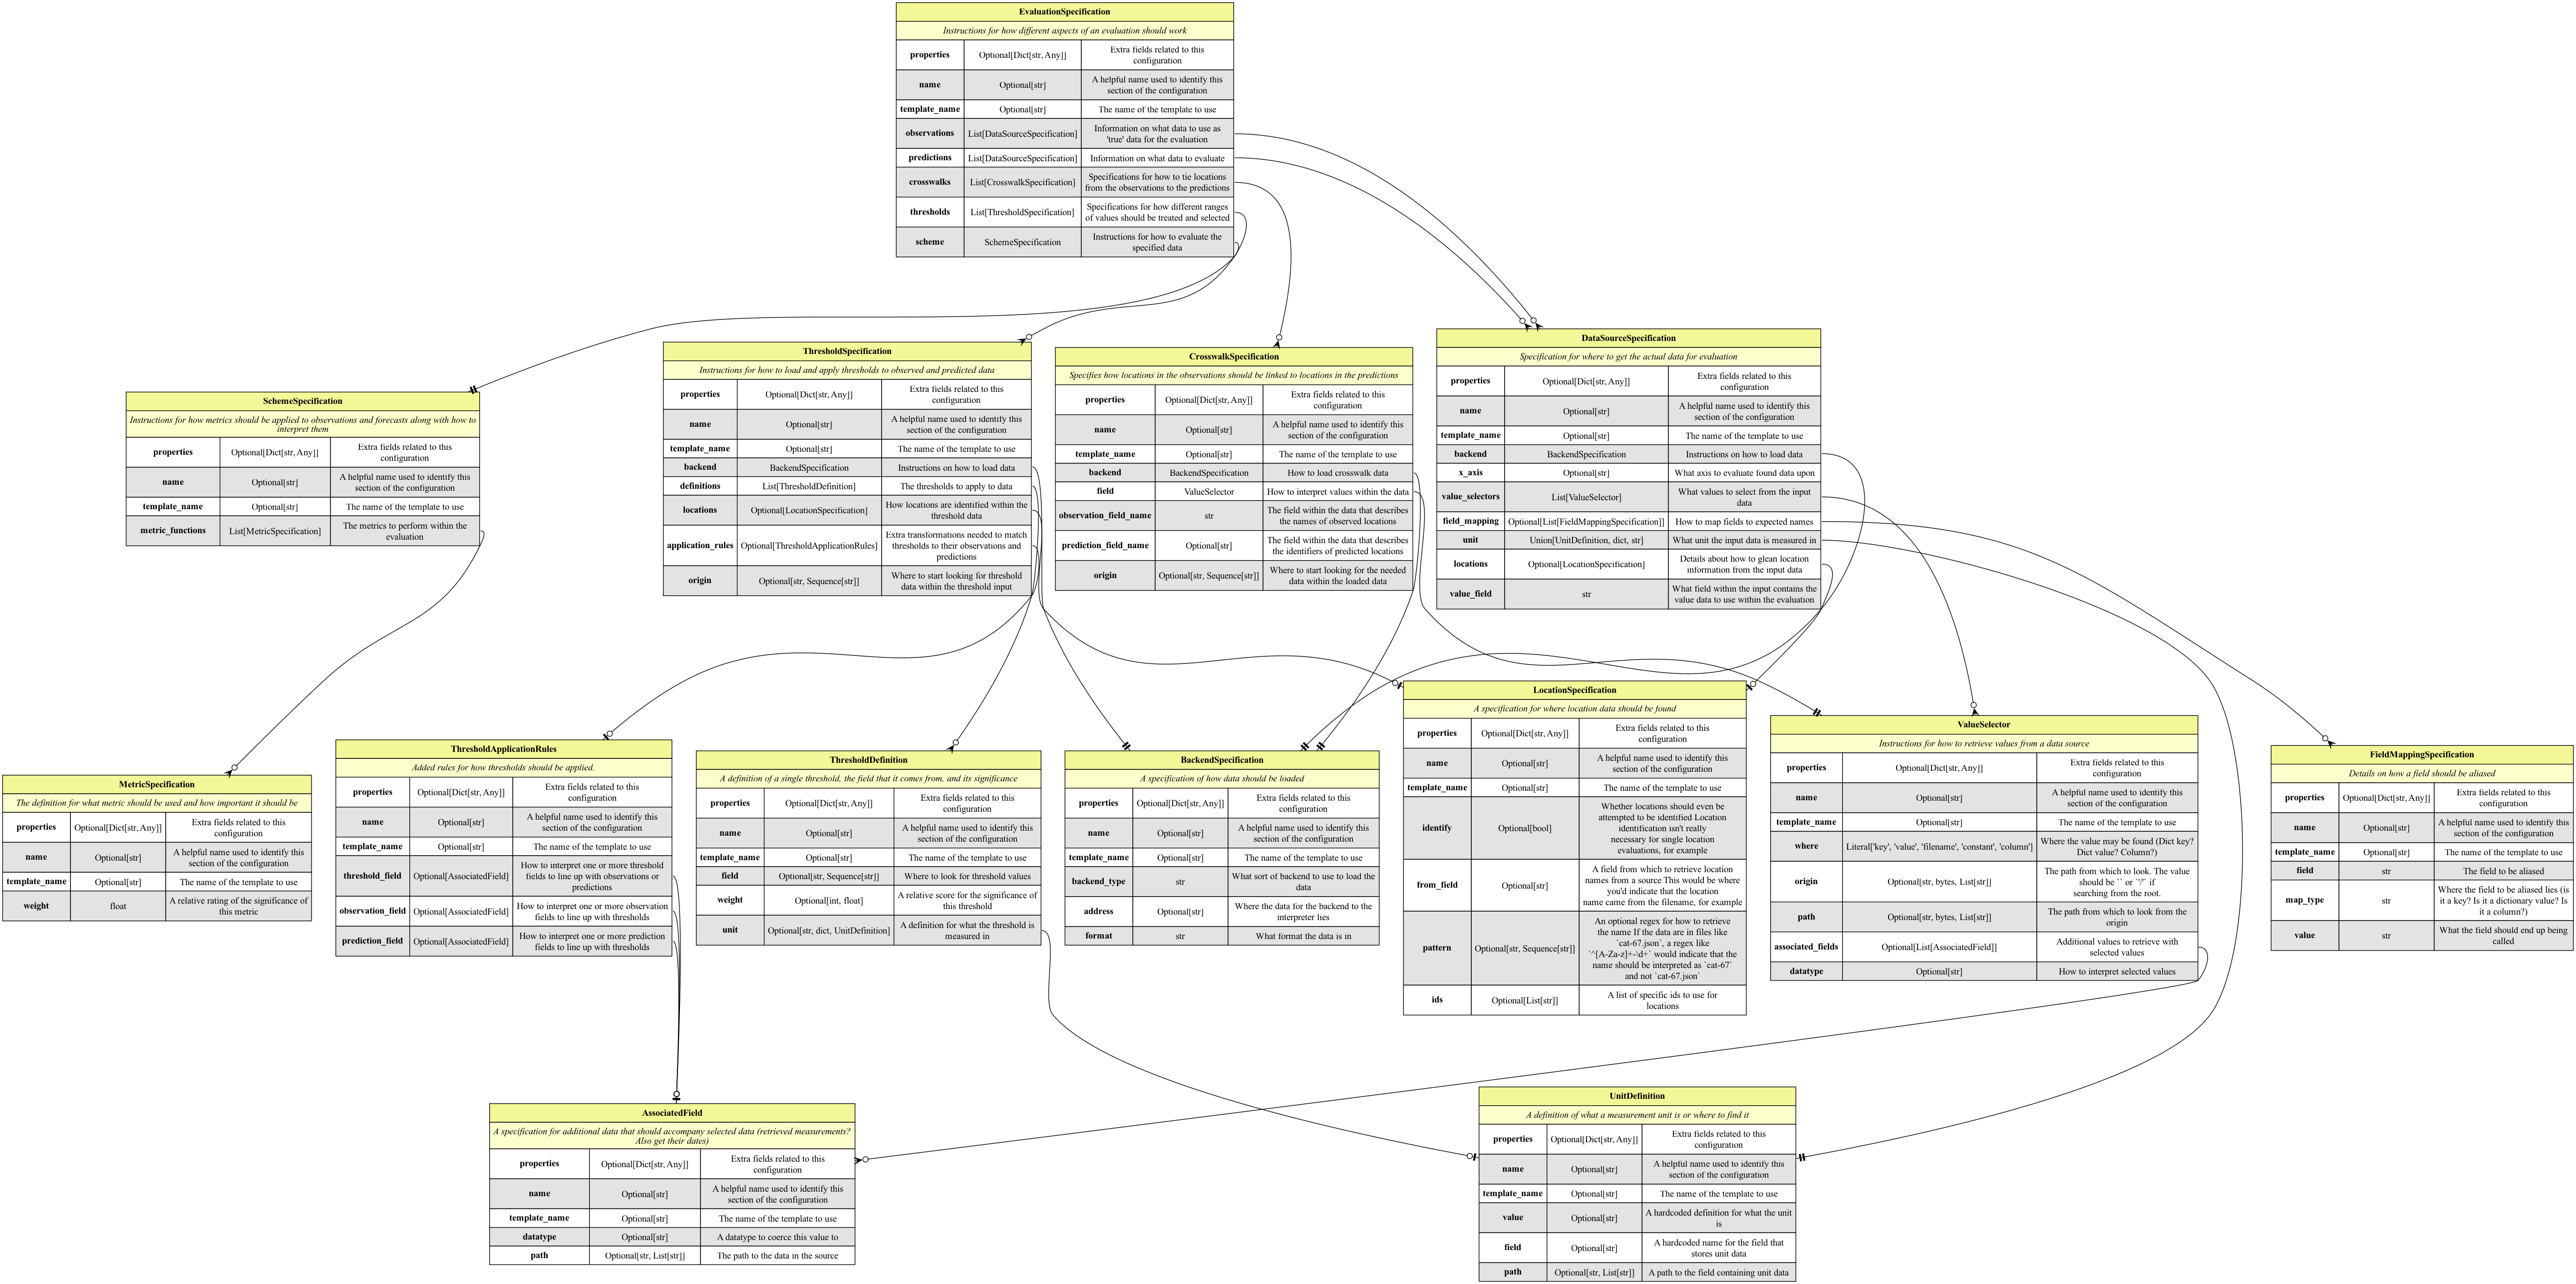 EvaluationSpecification
Instructions for how different aspects of an evaluation should work
properties
Optional[Dict[str, Any]]
Extra fields related to this
configuration
name
Optional[str]
A helpful name used to identify this
section of the configuration
template_name
Optional[str]
The name of the template to use
observations
List[DataSourceSpecification]
Information on what data to use as
'true' data for the evaluation
predictions
List[DataSourceSpecification]
Information on what data to evaluate
crosswalks
List[CrosswalkSpecification]
Specifications for how to tie locations
from the observations to the predictions
thresholds
List[ThresholdSpecification]
Specifications for how different ranges
of values should be treated and selected
scheme
SchemeSpecification
Instructions for how to evaluate the
specified data
SchemeSpecification
Instructions for how metrics should be applied to observations and forecasts along with how to
interpret them
properties
Optional[Dict[str, Any]]
Extra fields related to this
configuration
name
Optional[str]
A helpful name used to identify this
section of the configuration
template_name
Optional[str]
The name of the template to use
metric_functions
List[MetricSpecification]
The metrics to perform within the
evaluation
ThresholdSpecification
Instructions for how to load and apply thresholds to observed and predicted data
properties
Optional[Dict[str, Any]]
Extra fields related to this
configuration
name
Optional[str]
A helpful name used to identify this
section of the configuration
template_name
Optional[str]
The name of the template to use
backend
BackendSpecification
Instructions on how to load data
definitions
List[ThresholdDefinition]
The thresholds to apply to data
locations
Optional[LocationSpecification]
How locations are identified within the
threshold data
application_rules
Optional[ThresholdApplicationRules]
Extra transformations needed to match
thresholds to their observations and
predictions
origin
Optional[str, Sequence[str]]
Where to start looking for threshold
data within the threshold input
CrosswalkSpecification
Specifies how locations in the observations should be linked to locations in the predictions
properties
Optional[Dict[str, Any]]
Extra fields related to this
configuration
name
Optional[str]
A helpful name used to identify this
section of the configuration
template_name
Optional[str]
The name of the template to use
backend
BackendSpecification
How to load crosswalk data
field
ValueSelector
How to interpret values within the data
observation_field_name
str
The field within the data that describes
the names of observed locations
prediction_field_name
Optional[str]
The field within the data that describes
the identifiers of predicted locations
origin
Optional[str, Sequence[str]]
Where to start looking for the needed
data within the loaded data
DataSourceSpecification
Specification for where to get the actual data for evaluation
properties
Optional[Dict[str, Any]]
Extra fields related to this
configuration
name
Optional[str]
A helpful name used to identify this
section of the configuration
template_name
Optional[str]
The name of the template to use
backend
BackendSpecification
Instructions on how to load data
x_axis
Optional[str]
What axis to evaluate found data upon
value_selectors
List[ValueSelector]
What values to select from the input
data
field_mapping
Optional[List[FieldMappingSpecification]]
How to map fields to expected names
unit
Union[UnitDefinition, dict, str]
What unit the input data is measured in
locations
Optional[LocationSpecification]
Details about how to glean location
information from the input data
value_field
str
What field within the input contains the
value data to use within the evaluation
MetricSpecification
The definition for what metric should be used and how important it should be
properties
Optional[Dict[str, Any]]
Extra fields related to this
configuration
name
Optional[str]
A helpful name used to identify this
section of the configuration
template_name
Optional[str]
The name of the template to use
weight
float
A relative rating of the significance of
this metric
ThresholdApplicationRules
Added rules for how thresholds should be applied.
properties
Optional[Dict[str, Any]]
Extra fields related to this
configuration
name
Optional[str]
A helpful name used to identify this
section of the configuration
template_name
Optional[str]
The name of the template to use
threshold_field
Optional[AssociatedField]
How to interpret one or more threshold
fields to line up with observations or
predictions
observation_field
Optional[AssociatedField]
How to interpret one or more observation
fields to line up with thresholds
prediction_field
Optional[AssociatedField]
How to interpret one or more prediction
fields to line up with thresholds
ThresholdDefinition
A definition of a single threshold, the field that it comes from, and its significance
properties
Optional[Dict[str, Any]]
Extra fields related to this
configuration
name
Optional[str]
A helpful name used to identify this
section of the configuration
template_name
Optional[str]
The name of the template to use
field
Optional[str, Sequence[str]]
Where to look for threshold values
weight
Optional[int, float]
A relative score for the significance of
this threshold
unit
Optional[str, dict, UnitDefinition]
A definition for what the threshold is
measured in
BackendSpecification
A specification of how data should be loaded
properties
Optional[Dict[str, Any]]
Extra fields related to this
configuration
name
Optional[str]
A helpful name used to identify this
section of the configuration
template_name
Optional[str]
The name of the template to use
backend_type
str
What sort of backend to use to load the
data
address
Optional[str]
Where the data for the backend to the
interpreter lies
format
str
What format the data is in
LocationSpecification
A specification for where location data should be found
properties
Optional[Dict[str, Any]]
Extra fields related to this
configuration
name
Optional[str]
A helpful name used to identify this
section of the configuration
template_name
Optional[str]
The name of the template to use
identify
Optional[bool]
Whether locations should even be
attempted to be identified Location
identification isn't really
necessary for single location
evaluations, for example
from_field
Optional[str]
A field from which to retrieve location
names from a source This would be where
you'd indicate that the location
name came from the filename, for example
pattern
Optional[str, Sequence[str]]
An optional regex for how to retrieve
the name If the data are in files like
`cat-67.json`, a regex like
`^[A-Za-z]+-\d+` would indicate that the
name should be interpreted as `cat-67`
and not `cat-67.json`
ids
Optional[List[str]]
A list of specific ids to use for
locations
ValueSelector
Instructions for how to retrieve values from a data source
properties
Optional[Dict[str, Any]]
Extra fields related to this
configuration
name
Optional[str]
A helpful name used to identify this
section of the configuration
template_name
Optional[str]
The name of the template to use
where
Literal['key', 'value', 'filename', 'constant', 'column']
Where the value may be found (Dict key?
Dict value? Column?)
origin
Optional[str, bytes, List[str]]
The path from which to look. The value
should be `` or `'/'` if
searching from the root.
path
Optional[str, bytes, List[str]]
The path from which to look from the
origin
associated_fields
Optional[List[AssociatedField]]
Additional values to retrieve with
selected values
datatype
Optional[str]
How to interpret selected values
FieldMappingSpecification
Details on how a field should be aliased
properties
Optional[Dict[str, Any]]
Extra fields related to this
configuration
name
Optional[str]
A helpful name used to identify this
section of the configuration
template_name
Optional[str]
The name of the template to use
field
str
The field to be aliased
map_type
str
Where the field to be aliased lies (is
it a key? Is it a dictionary value? Is
it a column?)
value
str
What the field should end up being
called
AssociatedField
A specification for additional data that should accompany selected data (retrieved measurements?
Also get their dates)
properties
Optional[Dict[str, Any]]
Extra fields related to this
configuration
name
Optional[str]
A helpful name used to identify this
section of the configuration
template_name
Optional[str]
The name of the template to use
datatype
Optional[str]
A datatype to coerce this value to
path
Optional[str, List[str]]
The path to the data in the source
UnitDefinition
A definition of what a measurement unit is or where to find it
properties
Optional[Dict[str, Any]]
Extra fields related to this
configuration
name
Optional[str]
A helpful name used to identify this
section of the configuration
template_name
Optional[str]
The name of the template to use
value
Optional[str]
A hardcoded definition for what the unit
is
field
Optional[str]
A hardcoded name for the field that
stores unit data
path
Optional[str, List[str]]
A path to the field containing unit data